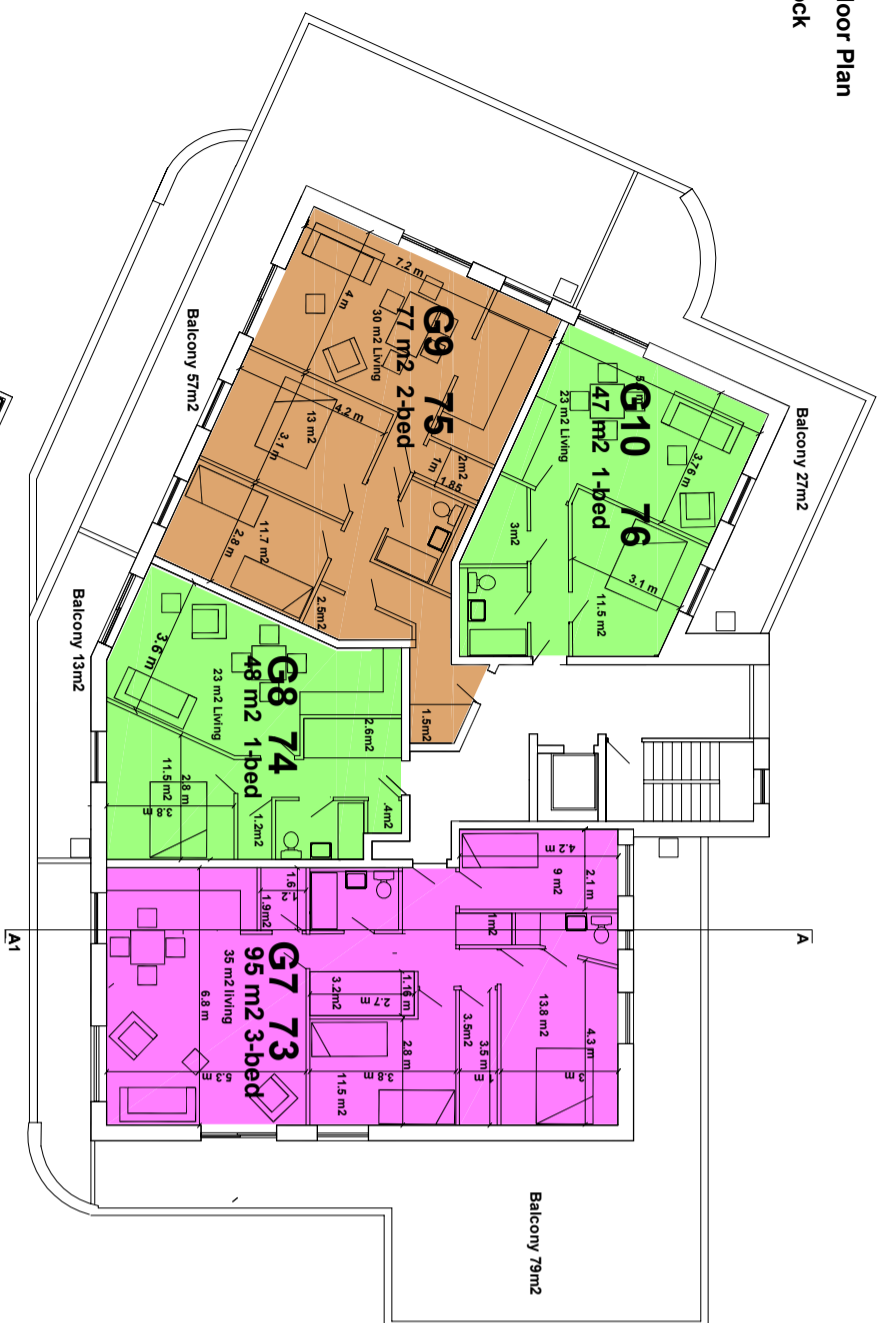 loor Plan
ock
Balcony 27m2
G10 76
47 m2 1-bed
23 m2 Living
3.76 m
3m2
3.1 m
11.5 m2
Balcony 57m2
G9 75
77 m2 2-bed
30 m2 Living
7.2 m
4 m
13 m2
4.2 m
3.1 m
2m2
1m
1.85
11.7 m2
2.8 m
2.5m2
1.5m2
Balcony 13m2
G8 74
48 m2 1-bed
23 m2 Living
3.6 m
2.6m2
11.5m2
2.8 m
3.8 m
1.2m2
.4m2
G7 73
95 m2 3-bed
35 m2 living
6.8 m
5.3 m
1.9m2
3.2m2
2.7 m
1.16 m
2.8 m
3.8 m
11.5 m2
4.2 m
2.1 m
9 m2
1m2
13.8 m2
4.3 m
3.5m2
3.5 m
3 m
Balcony 79m2
A
A1